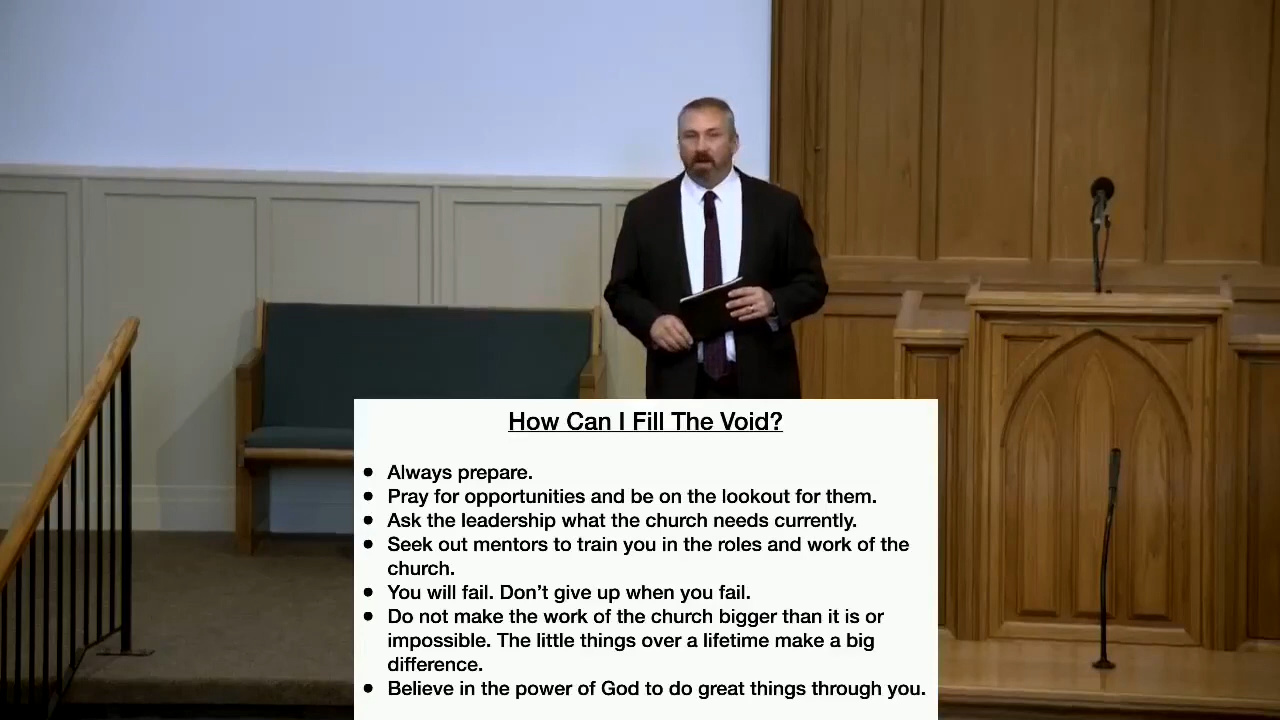 How Can I Fill The Void?
● Always prepare.
● Pray for opportunities and be on the lookout for them.
● Ask the leadership what the church needs currently.
● Seek out mentors to train you in the roles and work of the
church.
● You will fail. Don’t give up when you fail.
● Do not make the work of the church bigger than it is or
impossible. The little things over a lifetime make a big
difference.
● Believe in the power of God to do great things through you.